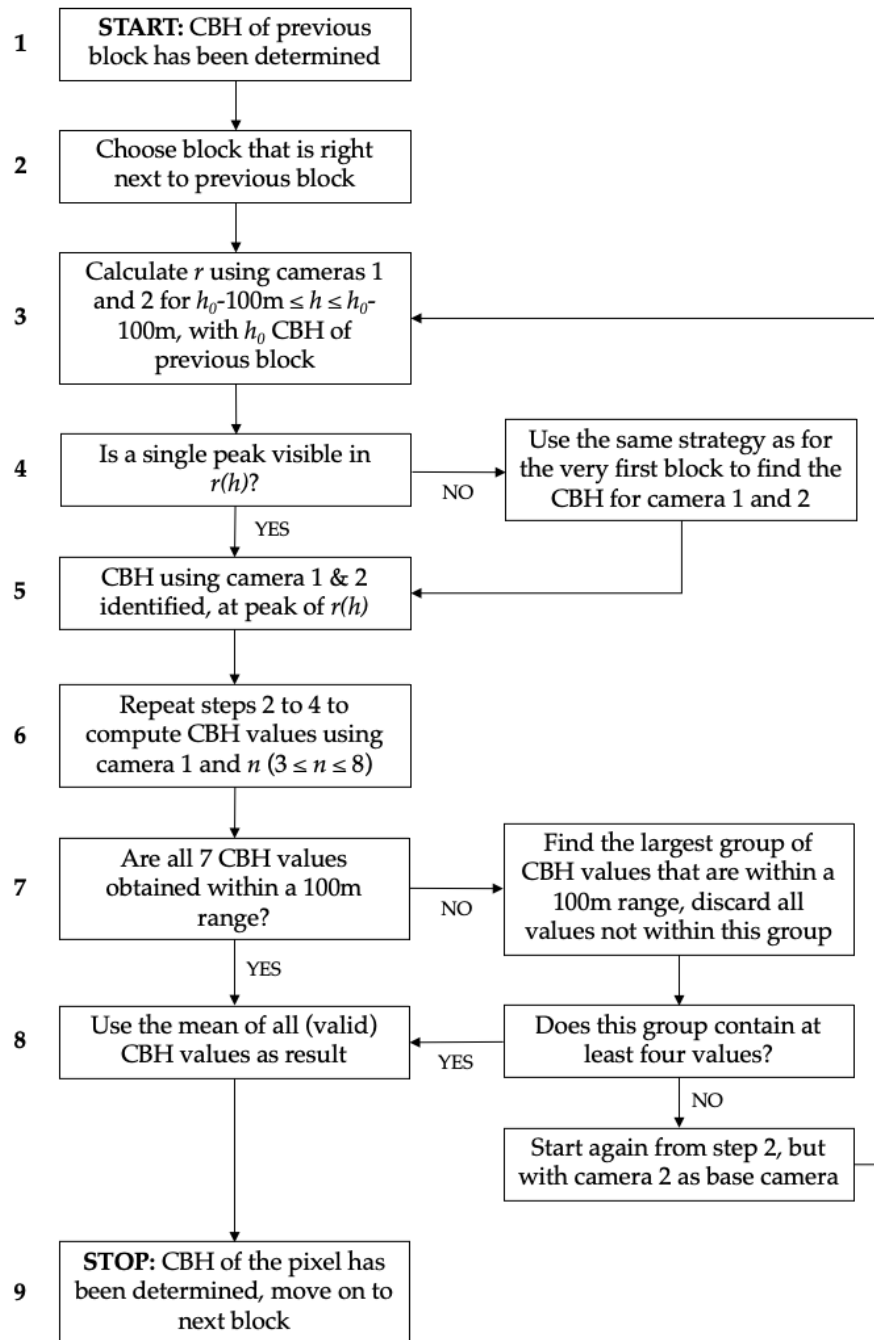 1
START: CBH of previous
block has been determined
2
Choose block that is right
next to previous block
3
Calculate r using cameras 1
and 2 for h₀-100m ≤ h ≤ h₀-
100m, with h₀ CBH of
previous block
4
Is a single peak visible in
r(h)?
NO
Use the same strategy as for
the very first block to find the
CBH for camera 1 and 2
YES
5
CBH using camera 1 & 2
identified, at peak of r(h)
6
Repeat steps 2 to 4 to
compute CBH values using
camera 1 and n (3 ≤ n ≤ 8)
7
Are all 7 CBH values
obtained within a 100m
range?
NO
Find the largest group of
CBH values that are within a
100m range, discard all
values not within this group
YES
8
Use the mean of all (valid)
CBH values as result
YES
Does this group contain at
least four values?
NO
Start again from step 2, but
with camera 2 as base camera
9
STOP: CBH of the pixel has
been determined, move on to
next block